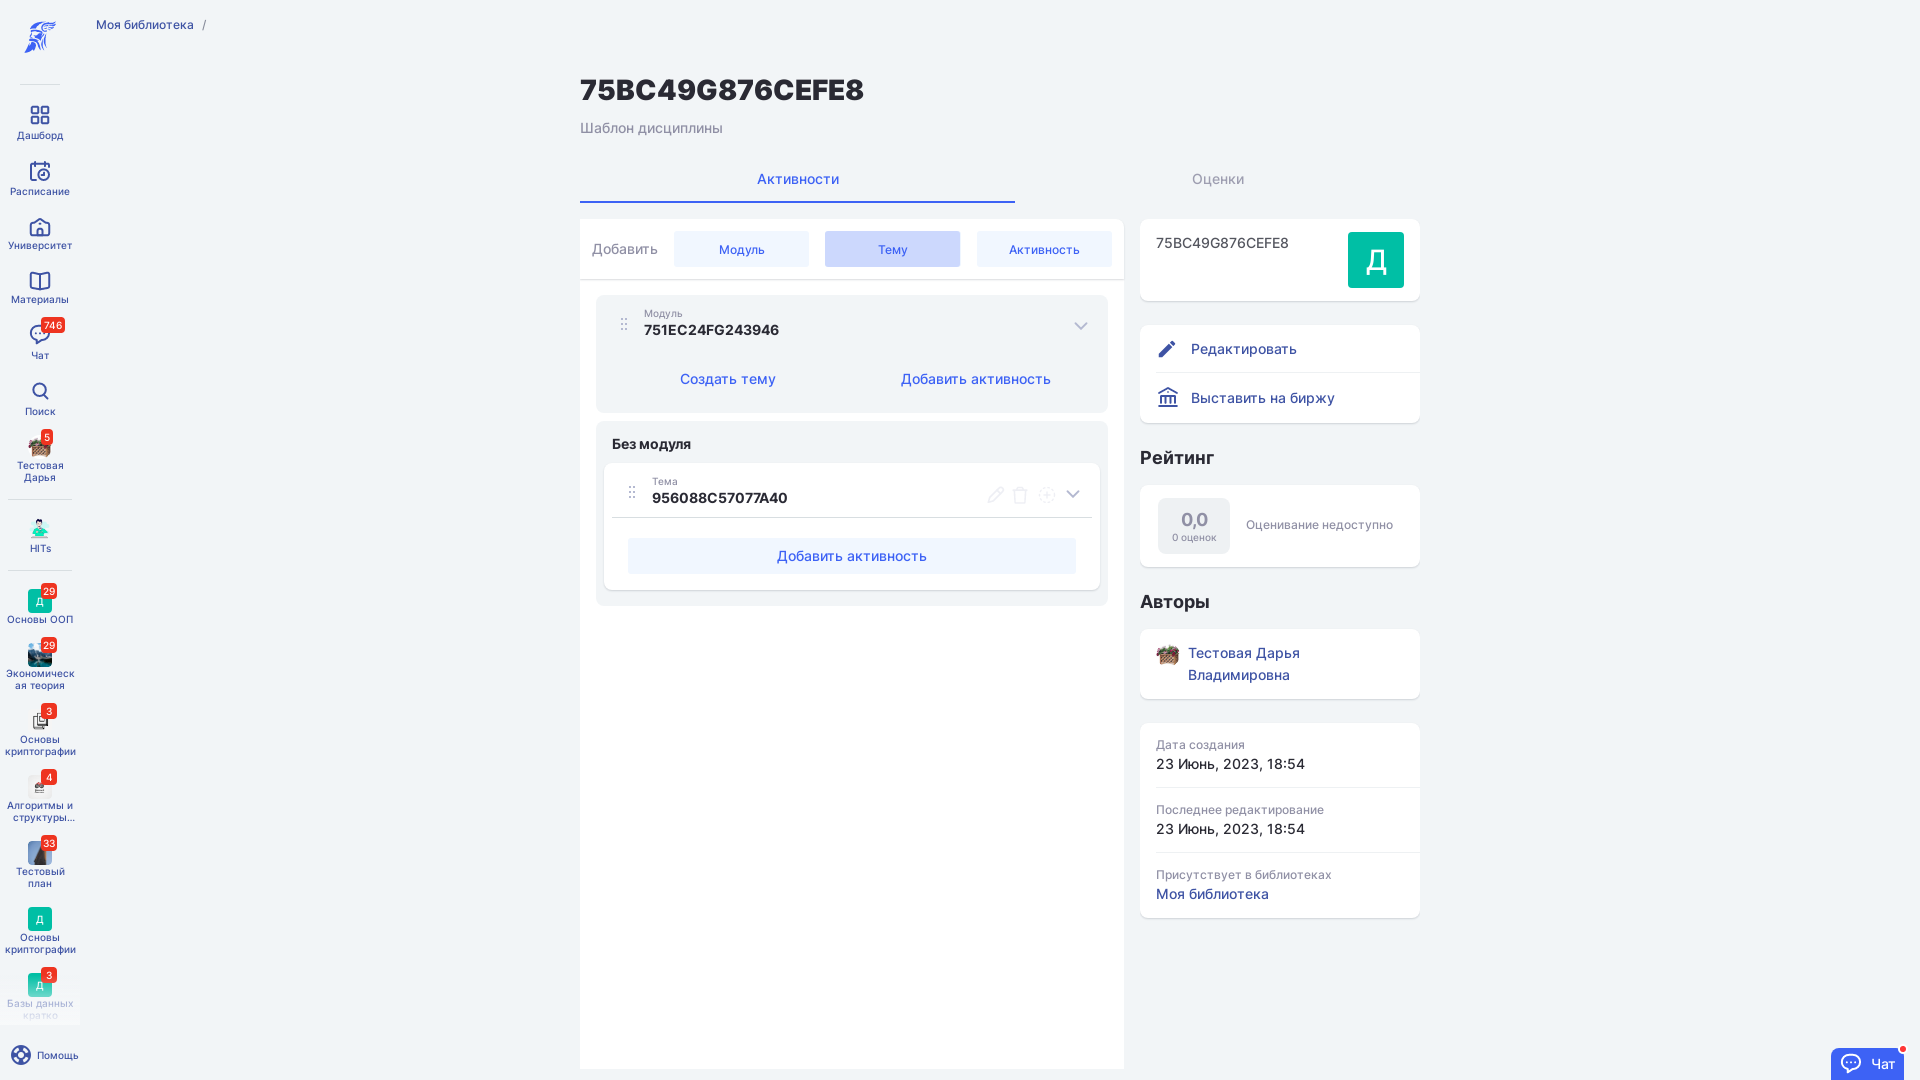 Моя библиотека /
75BC49G876CEFE8
Шаблон дисциплины
Активности
Оценки
Добавить
Модуль
Тему
Активность
Модуль
751EC24FG243946
Создать тему
Добавить активность
Без модуля
Тема
956088C57077A40
Добавить активность
75BC49G876CEFE8
Д
Редактировать
Выставить на биржу
Рейтинг
0,0
0 оценок
Оценивание недоступно
Авторы
Тестовая Дарья
Владимировна
Дата создания
23 Июнь, 2023, 18:54
Последнее редактирование
23 Июнь, 2023, 18:54
Присутствует в библиотеках
Моя библиотека
Дашборд
Расписание
Университет
Материалы
746
Чат
Поиск
5
Тестовая
Дарья
HITs
29
Д
Основы ООП
29
Экономическ
ая теория
3
Основы
криптографии
4
Алгоритмы и
структуры...
33
Тестовый
план
Д
Основы
криптографии
3
Д
Базы данных
кратко
Помощь
Чат